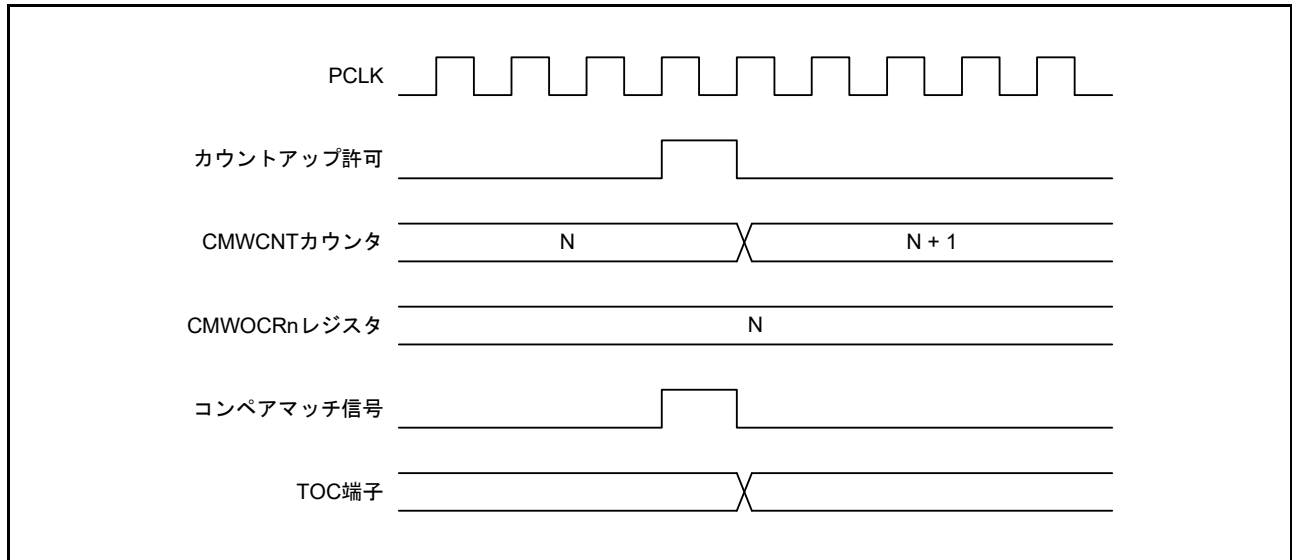 PCLK
カウントアップ許可
CMWCNTカウンタ
N
N + 1
CMWOCRnレジスタ
N
コンペアマッチ信号
TOC端子